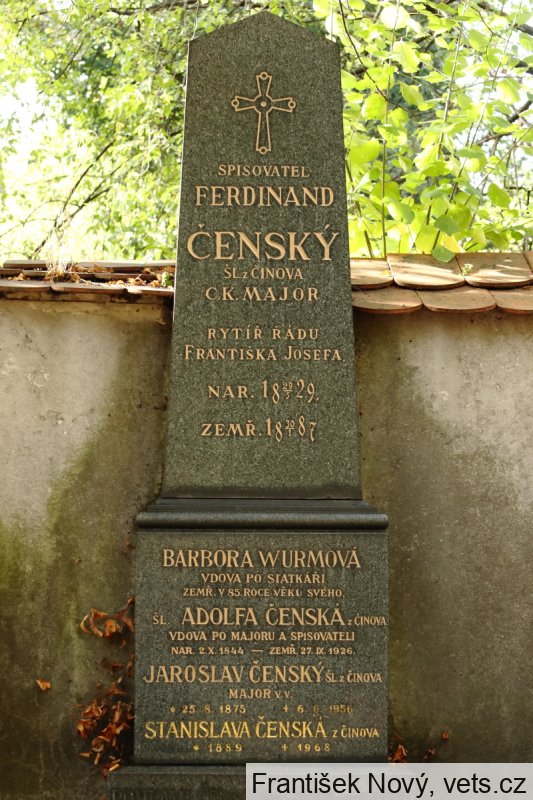 SPISOVATEL
FERDINAND
ČENSKÝ
ŠL. Z ČINOVA
C.K. MAJOR
RYTÍŘ ŘÁDU
FRANTIŠKA JOSEFA
NAR. 18 29.
ZEMŘ. 18 87
BARBORA WURMOVÁ
VDOVA PO STATKÁŘI
ZEMŘ. V 85. ROCE VĚKU SVÉHO.
ŠL. ADOLFA ČENSKÁ Z ČINOVA
VDOVA PO MAJORU A SPISOVATELI
NAR. 2. X. 1844 — ZEMŘ. 27. IX. 1926.
JAROSLAV ČENSKÝ ŠL. Z ČINOVA
MAJOR V.V.
* 25. 8. 1875 + 6. 6. 1956
STANISLAVA ČENSKÁ Z ČINOVA
* 1889 + 1968
František Nový, vets.cz